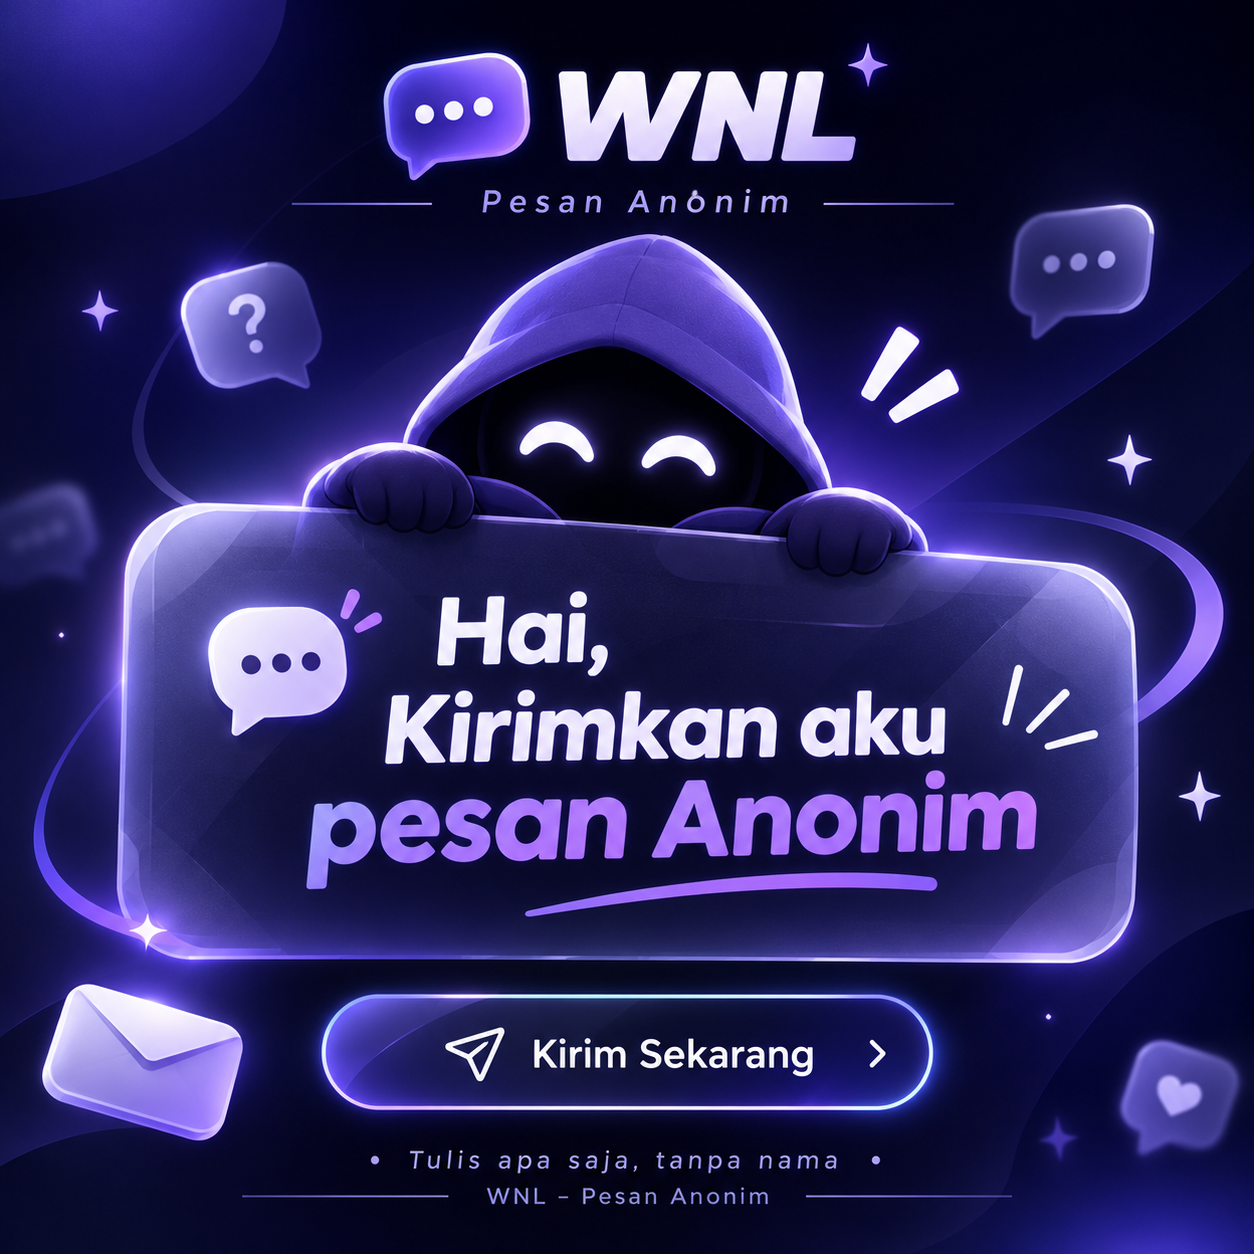 WNL
Pesan Anonim
?
Hai,
Kirimkan aku
pesan Anonim
Kirim Sekarang
• Tulis apa saja, tanpa nama •
WNL – Pesan Anonim